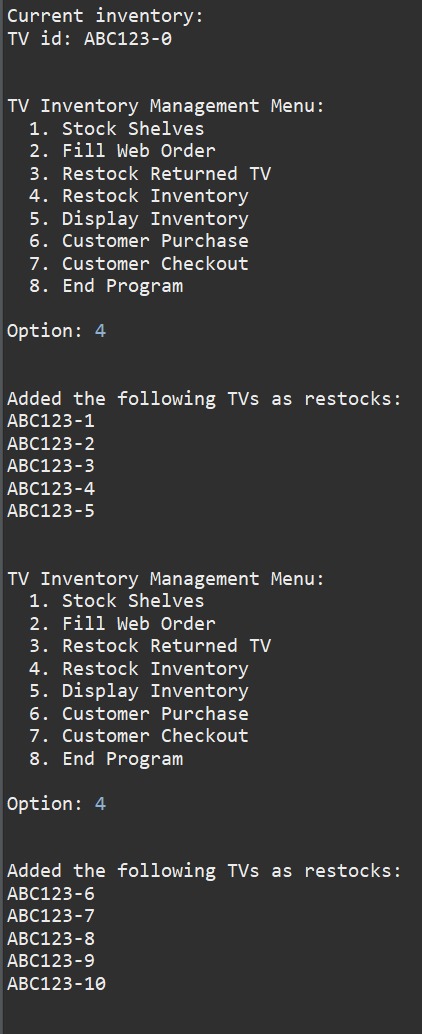 Current inventory:
TV id: ABC123-0
TV Inventory Management Menu:
1. Stock Shelves
2. Fill Web Order
3. Restock Returned TV
4. Restock Inventory
5. Display Inventory
6. Customer Purchase
7. Customer Checkout
8. End Program
Option: 4
Added the following TVs as restocks:
ABC123-1
ABC123-2
ABC123-3
ABC123-4
ABC123-5
TV Inventory Management Menu:
1. Stock Shelves
2. Fill Web Order
3. Restock Returned TV
4. Restock Inventory
5. Display Inventory
6. Customer Purchase
7. Customer Checkout
8. End Program
Option: 4
Added the following TVs as restocks:
ABC123-6
ABC123-7
ABC123-8
ABC123-9
ABC123-10